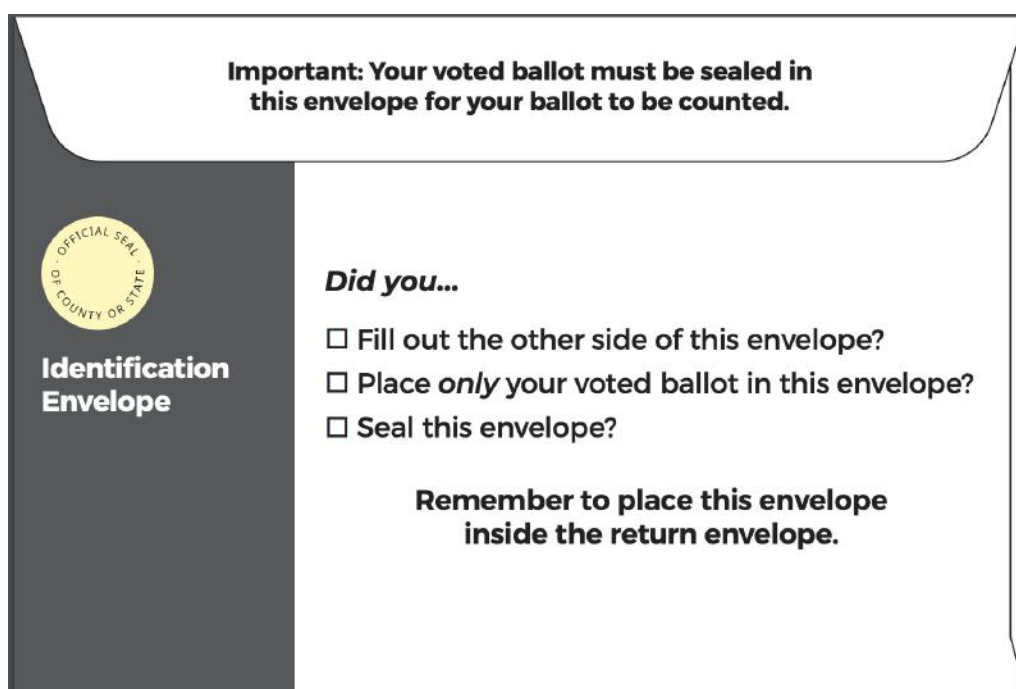 Important: Your voted ballot must be sealed in
this envelope for your ballot to be counted.
· OFFICIAL SEAL ·
OF COUNTY OR STATE
Identification
Envelope
Did you...
☐ Fill out the other side of this envelope?
☐ Place only your voted ballot in this envelope?
☐ Seal this envelope?
Remember to place this envelope
inside the return envelope.